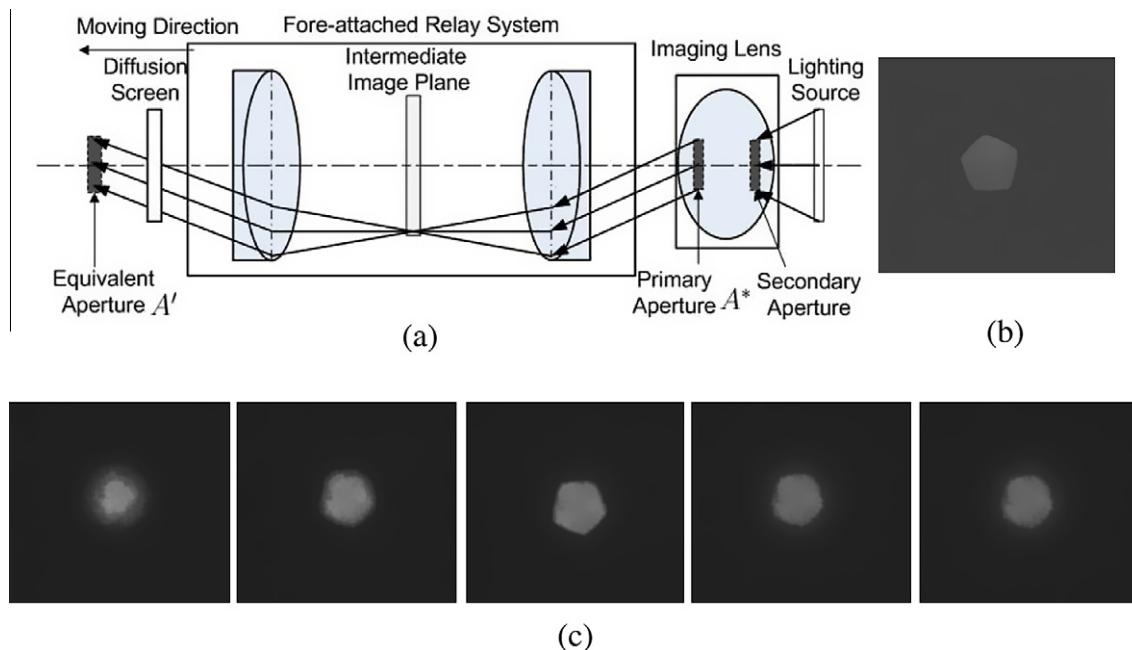 Moving Direction
Fore-attached Relay System
Diffusion
Screen
Intermediate
Image Plane
Imaging Lens
Lighting
Source
Equivalent
Aperture A′
Primary
Aperture A*
Secondary
Aperture
(a)
(b)
(c)